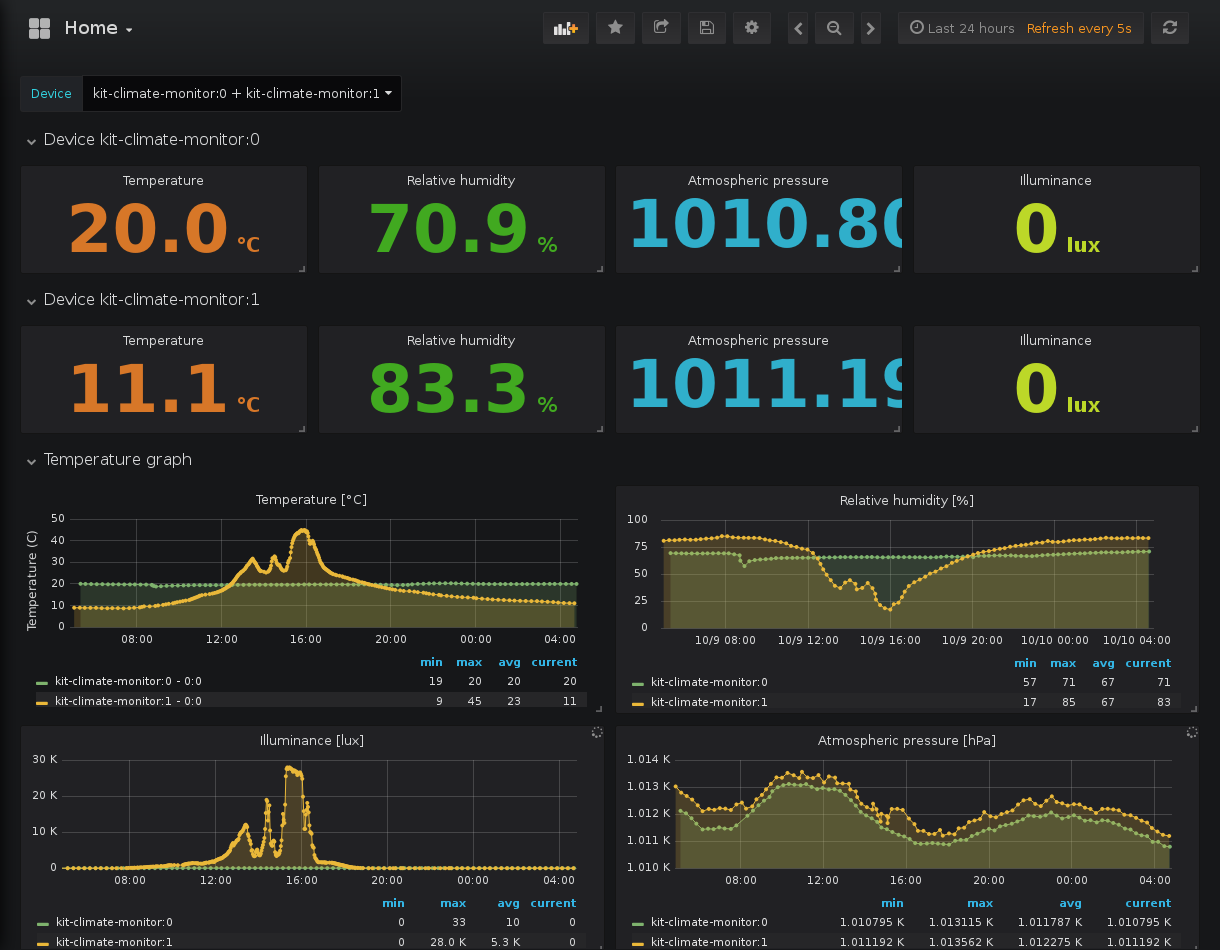 Home
Last 24 hours Refresh every 5s
Device kit-climate-monitor:0 + kit-climate-monitor:1
Device kit-climate-monitor:0
Temperature Relative humidity Atmospheric pressure Illuminance
20.0 °C 70.9 % 1010.80 0 lux
Device kit-climate-monitor:1
Temperature Relative humidity Atmospheric pressure Illuminance
11.1 °C 83.3 % 1011.19 0 lux
Temperature graph
Temperature [°C]
Temperature (C)
50
40
30
20
10
0
08:00 12:00 16:00 20:00 00:00 04:00
min max avg current
kit-climate-monitor:0 - 0:0 19 20 20 20
kit-climate-monitor:1 - 0:0 9 45 23 11
Relative humidity [%]
100
75
50
25
0
10/9 08:00 10/9 12:00 10/9 16:00 10/9 20:00 10/10 00:00 10/10 04:00
min max avg current
kit-climate-monitor:0 57 71 67 71
kit-climate-monitor:1 17 85 67 83
Illuminance [lux]
30 K
20 K
10 K
0
08:00 12:00 16:00 20:00 00:00 04:00
min max avg current
kit-climate-monitor:0 0 33 10 0
kit-climate-monitor:1 0 28.0 K 5.3 K 0
Atmospheric pressure [hPa]
1.014 K
1.013 K
1.012 K
1.011 K
1.010 K
08:00 12:00 16:00 20:00 00:00 04:00
min max avg current
kit-climate-monitor:0 1.010795 K 1.013115 K 1.011787 K 1.010795 K
kit-climate-monitor:1 1.011192 K 1.013562 K 1.012275 K 1.011192 K